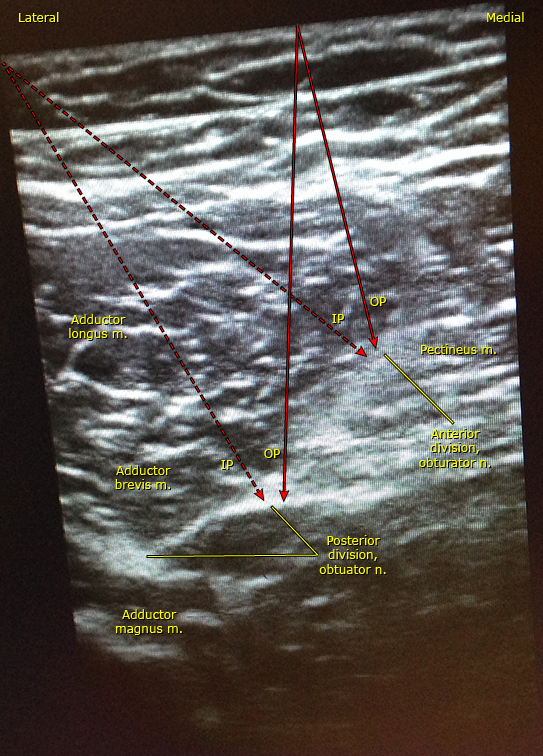 Lateral
Medial
OP
IP
Adductor
longus m.
Pectineus m.
Anterior
division,
obturator n.
OP
IP
Adductor
brevis m.
Posterior
division,
obtuator n.
Adductor
magnus m.